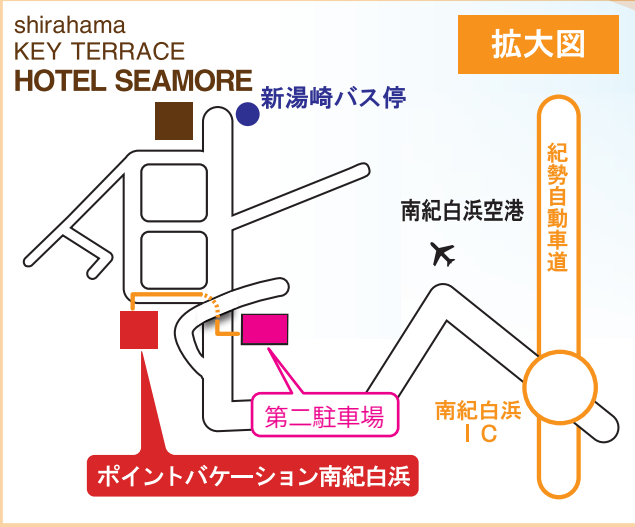 shirahama
KEY TERRACE
HOTEL SEAMORE
拡大図
新湯崎バス停
紀勢自動車道
南紀白浜空港
第二駐車場
南紀白浜
IC
ポイントバケーション南紀白浜